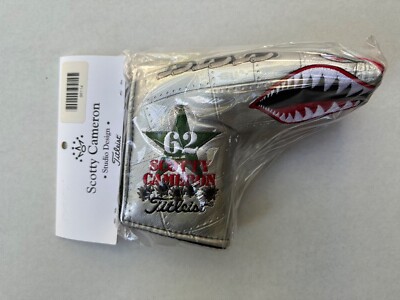 Scotty Cameron
• Studio Design •
Titleist
62
SCOTTY
CAMERON
Titleist